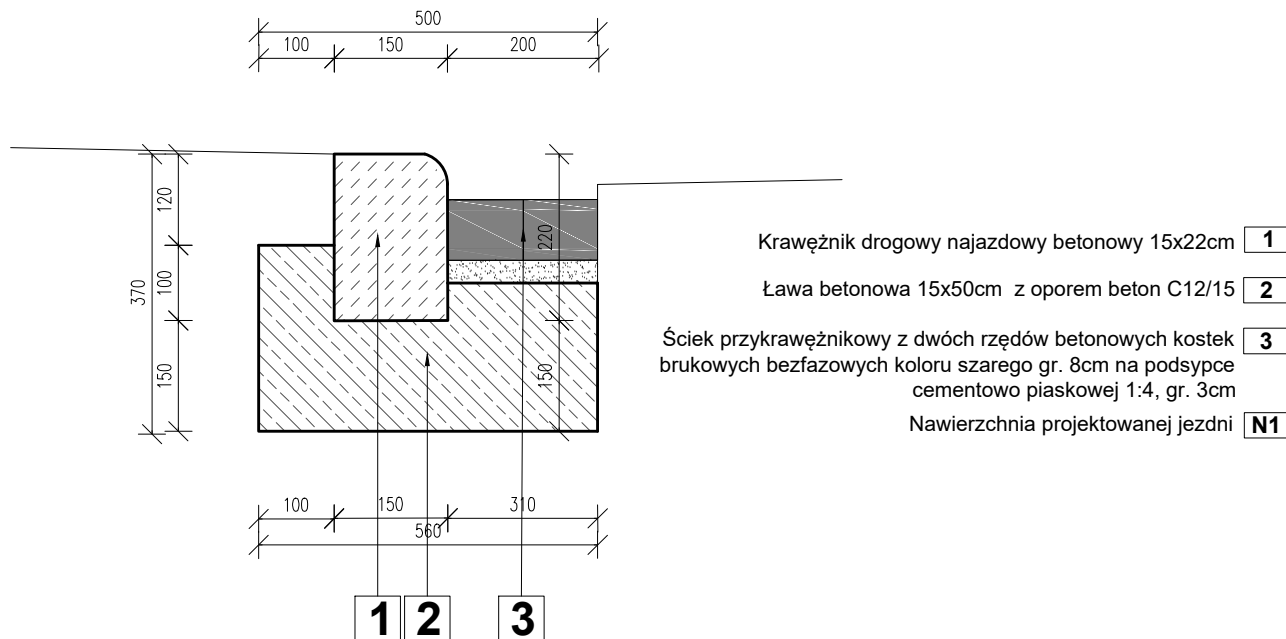 500
100 150 200
120
100
370
150
220
150
100 150 310
560
1 2 3
Krawężnik drogowy najazdowy betonowy 15x22cm 1
Ława betonowa 15x50cm z oporem beton C12/15 2
Ściek przykrawężnikowy z dwóch rzędów betonowych kostek 3
brukowych bezfazowych koloru szarego gr. 8cm na podsypce
cementowo piaskowej 1:4, gr. 3cm
Nawierzchnia projektowanej jezdni N1